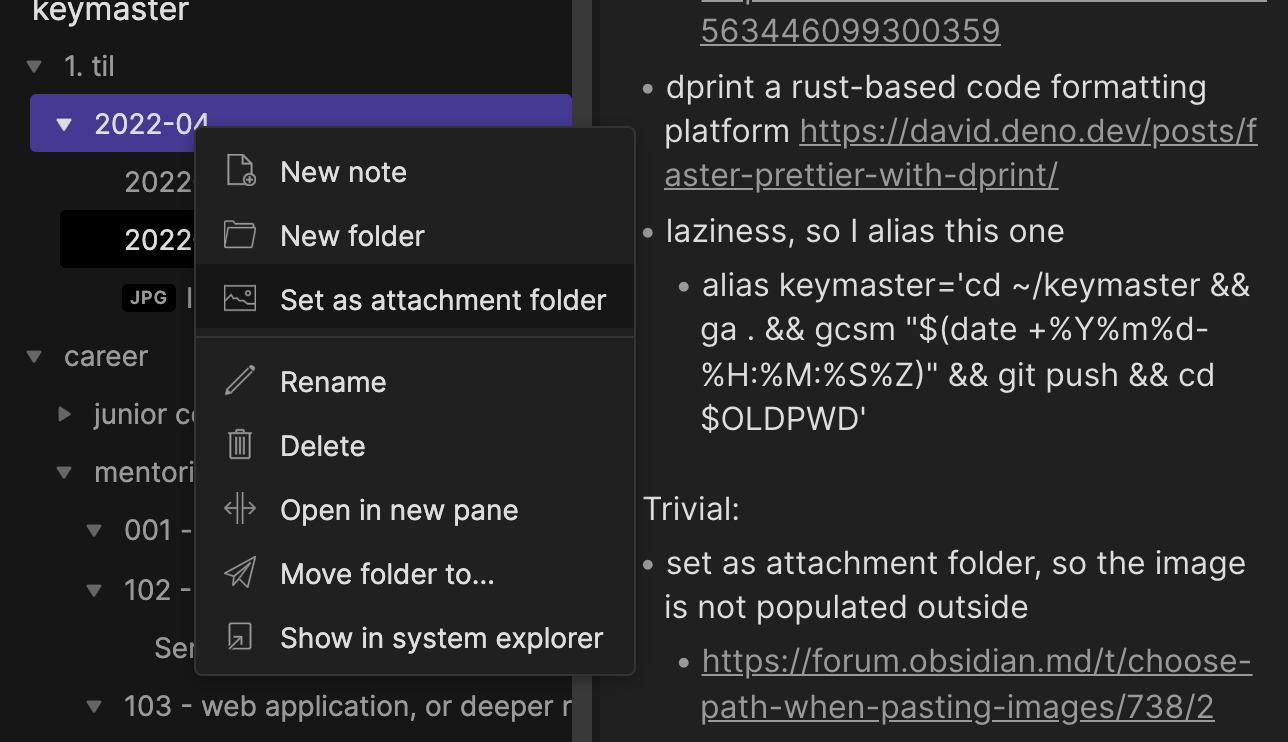 keymaster
1. til
2022-04
2022
2022-
JPG
career
junior
mentori
001 -
102 -
Ser
103 - web application, or deeper r
New note
New folder
Set as attachment folder
Rename
Delete
Open in new pane
Move folder to...
Show in system explorer
563446099300359
• dprint a rust-based code formatting
platform https://david.deno.dev/posts/f
aster-prettier-with-dprint/
• laziness, so I alias this one
• alias keymaster='cd ~/keymaster &&
ga . && gcsm "$(date +%Y%m%d-
%H:%M:%S%Z)" && git push && cd
$OLDPWD'
Trivial:
• set as attachment folder, so the image
is not populated outside
• https://forum.obsidian.md/t/choose-
path-when-pasting-images/738/2